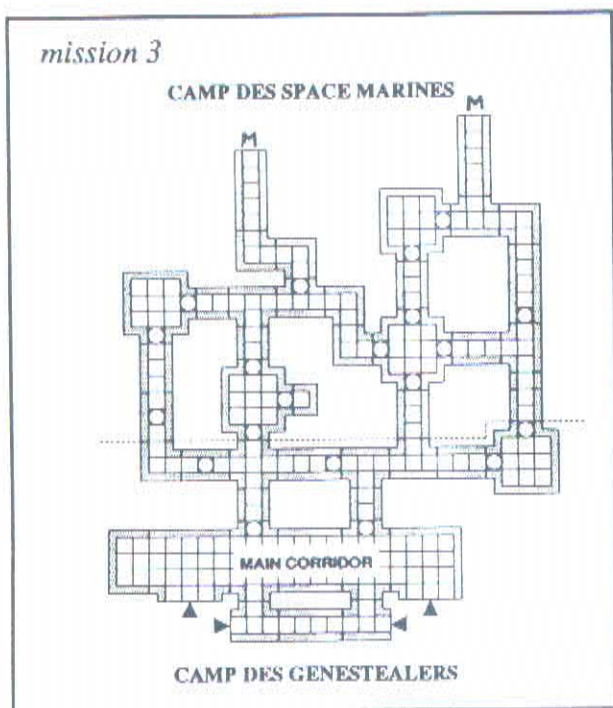 mission 3
CAMP DES SPACE MARINES
M
M
MAIN CORRIDOR
CAMP DES GENESTEALERS